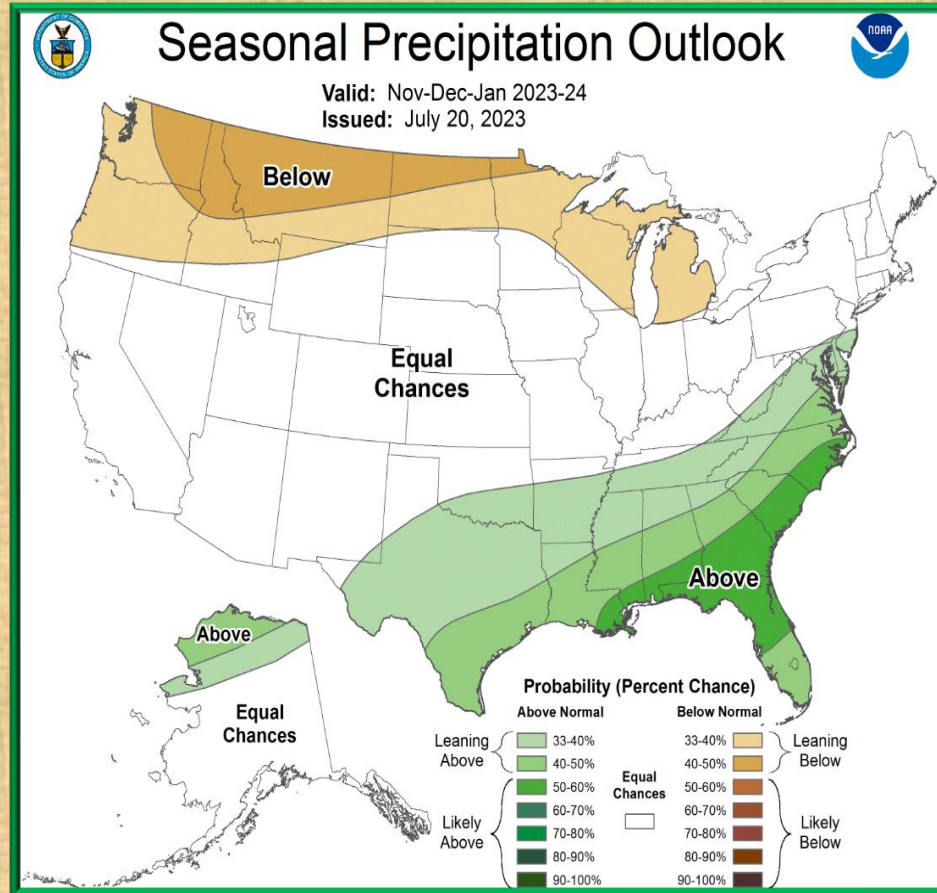 Seasonal Precipitation Outlook
NOAA
Valid: Nov-Dec-Jan 2023-24
Issued: July 20, 2023
Below
Equal
Chances
Above
Above
Equal
Chances
Probability (Percent Chance)
Above Normal
Below Normal
Leaning
Above
33-40%
40-50%
Likely
Above
50-60%
60-70%
70-80%
80-90%
90-100%
Equal
Chances
33-40%
40-50%
Leaning
Below
50-60%
60-70%
70-80%
80-90%
90-100%
Likely
Below